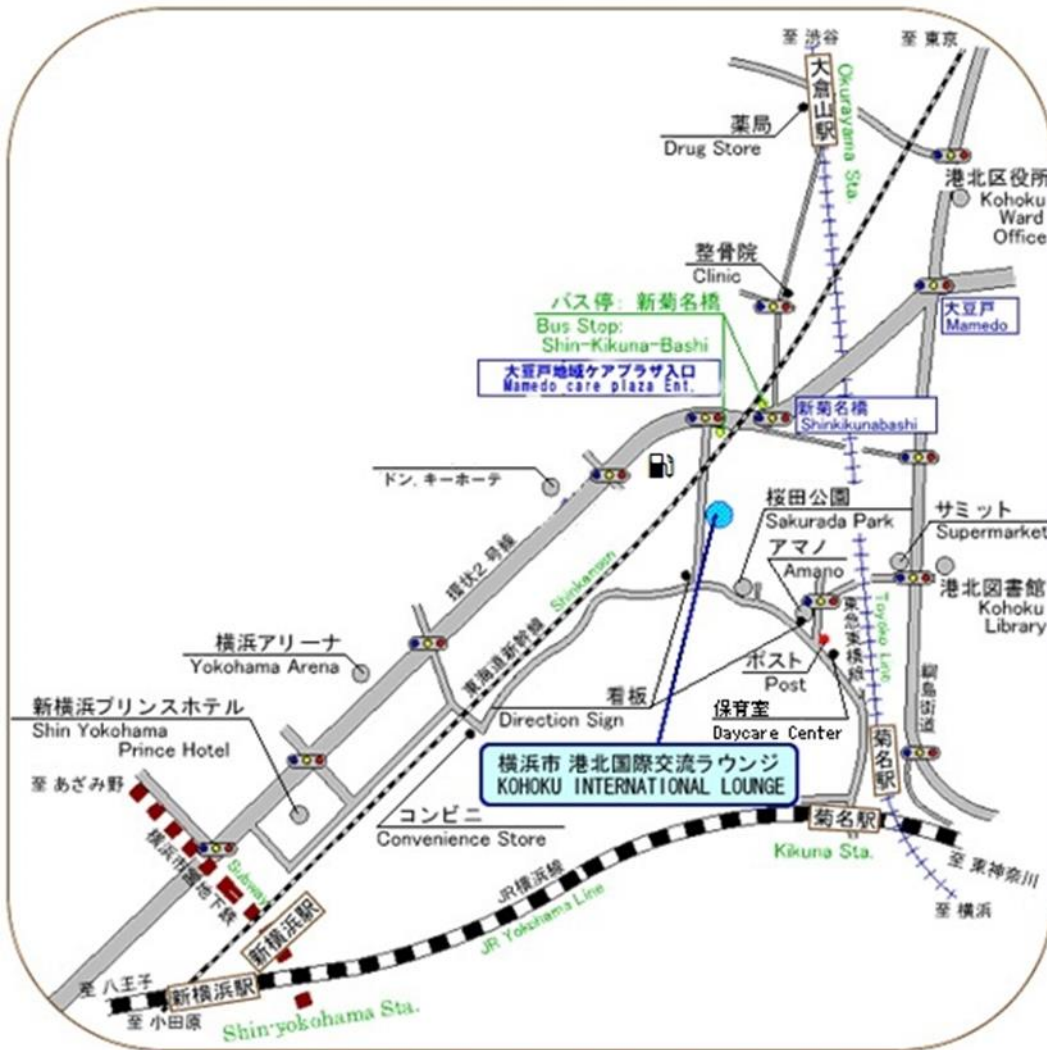 至 渋谷
至 東京
大倉山駅
Okurayama Sta.
薬局
Drug Store
港北区役所
Kohoku
Ward
Office
整骨院
Clinic
バス停: 新菊名橋
Bus Stop:
Shin-Kikuna-Bashi
大豆戸
Mamedo
大豆戸地域ケアプラザ入口
Mamedo care plaza Ent.
新菊名橋
Shinkikunabashi
ドン.キーホーテ
桜田公園
Sakurada Park
サミット
Supermarket
アマノ
Amano
環状2号線
Shinkansen
東海道新幹線
港北図書館
Kohoku
Library
東急東横線
Toyoko Line
横浜アリーナ
Yokohama Arena
ポスト
Post
綱島街道
看板
Direction Sign
保育室
Daycare Center
新横浜プリンスホテル
Shin Yokohama
Prince Hotel
菊名駅
横浜市 港北国際交流ラウンジ
KOHOKU INTERNATIONAL LOUNGE
至 あざみ野
コンビニ
Convenience Store
菊名駅
Kikuna Sta.
横浜市営地下鉄
Subway
至 東神奈川
JR横浜線
JR Yokohama Line
至 横浜
新横浜駅
至 八王子
新横浜駅
至 小田原
Shin-yokohama Sta.